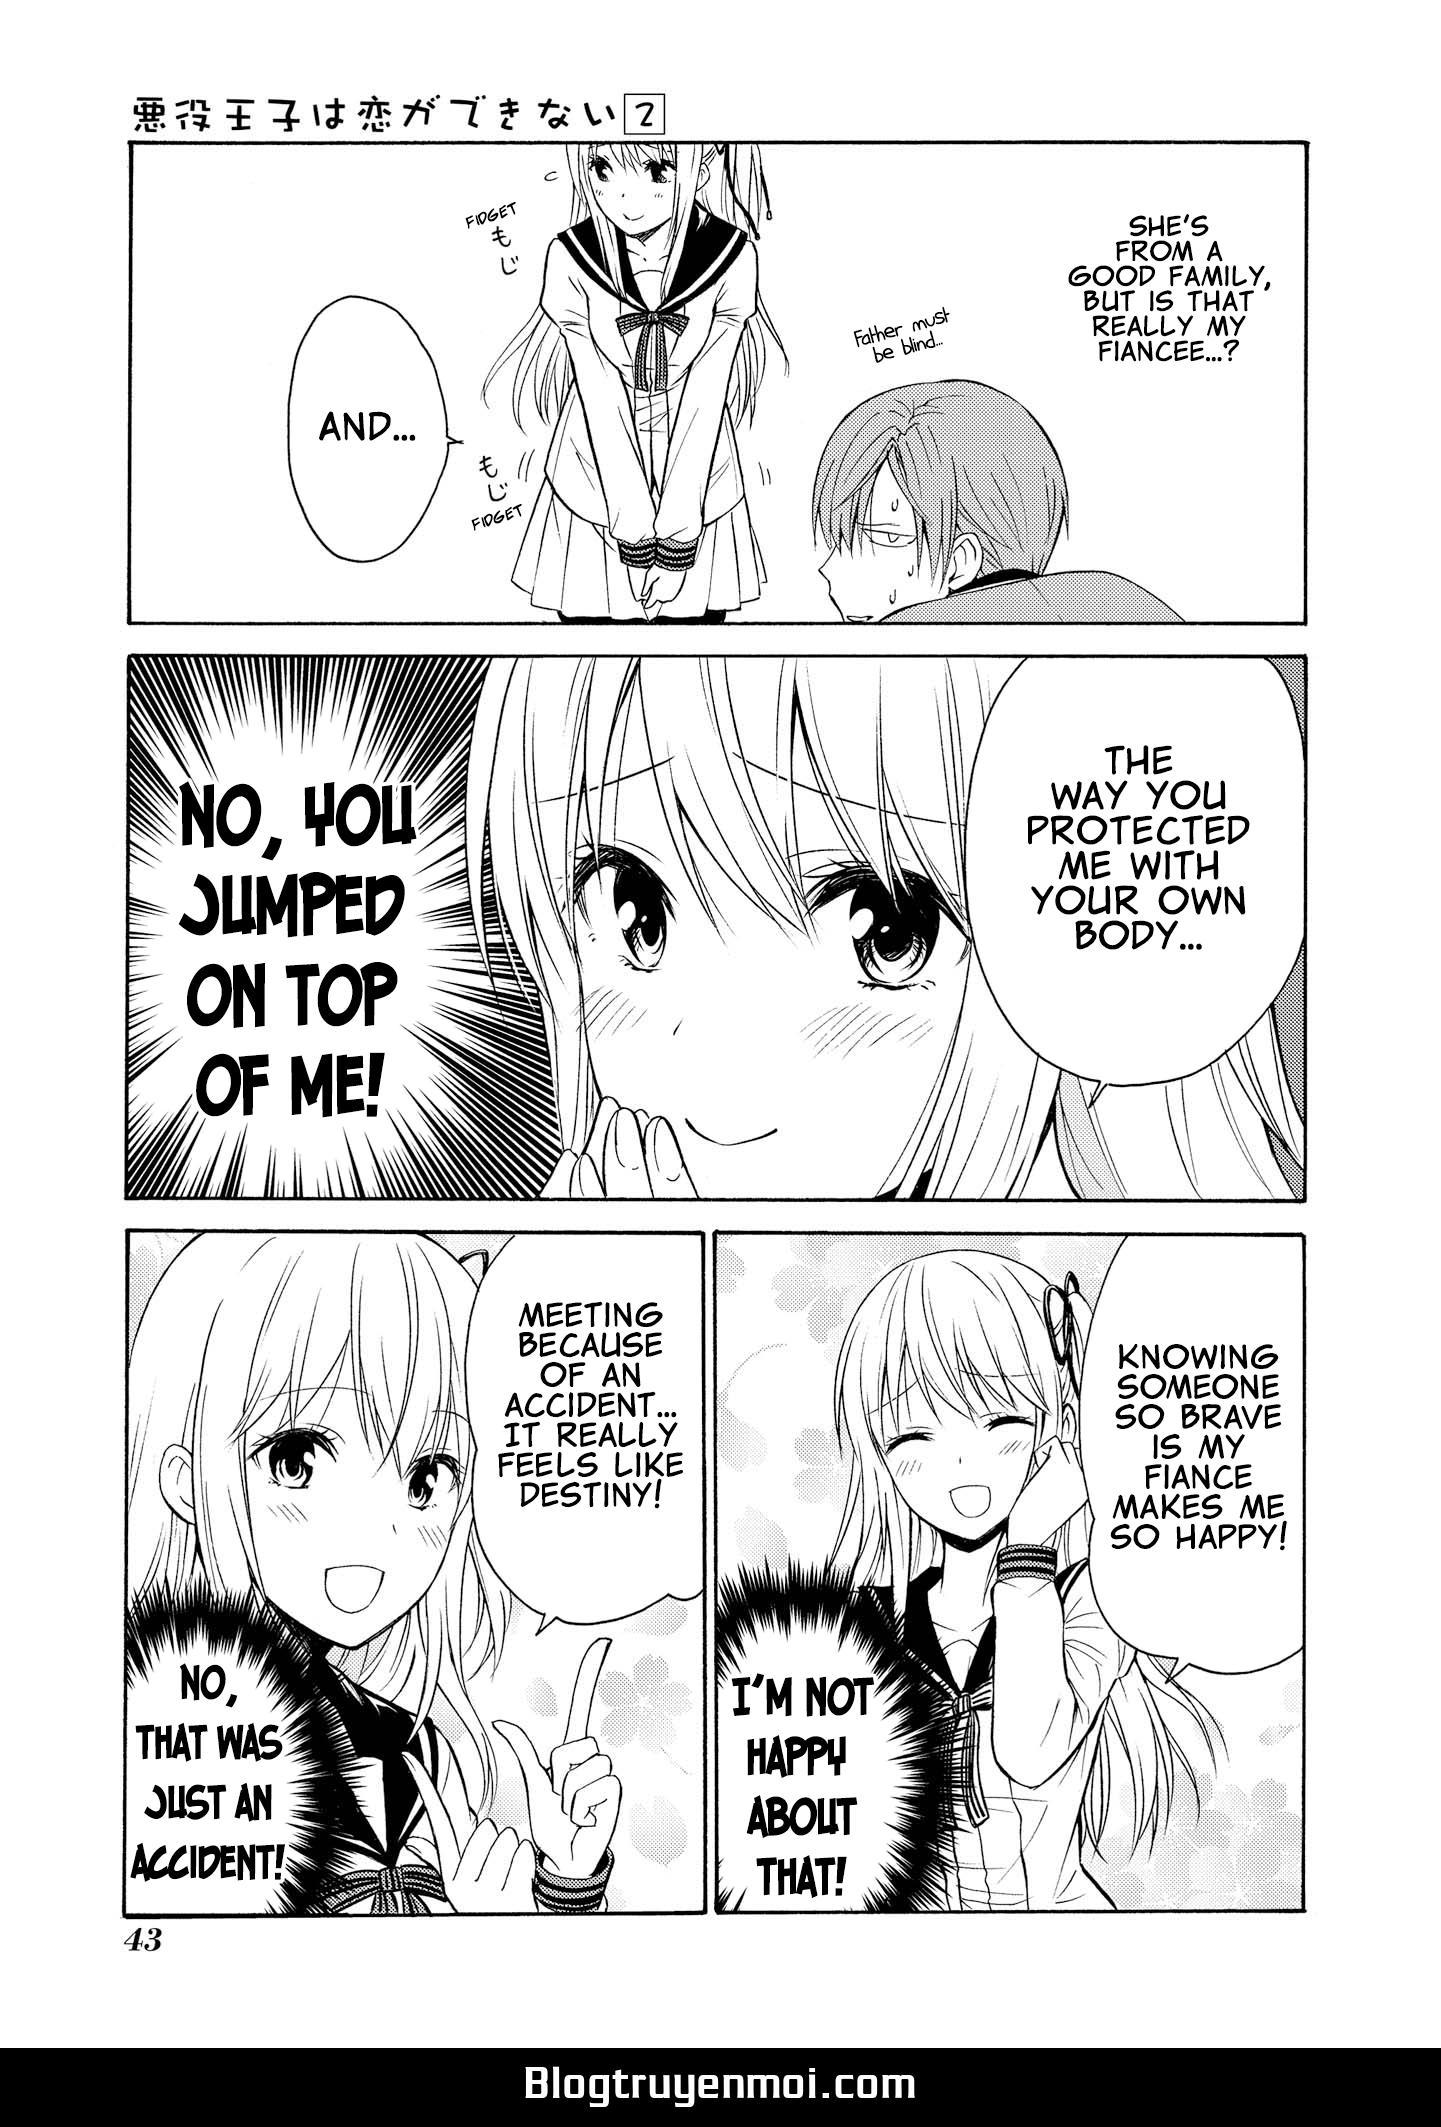 悪役王子は恋ができない 2
SHE'S
FROM A
GOOD FAMILY,
BUT IS THAT
REALLY MY
FIANCEE...?
Father must
be blind...
FIDGET
もじ
もじ
FIDGET
AND...
THE
WAY YOU
PROTECTED
ME WITH
YOUR OWN
BODY...
NO, YOU
JUMPED
ON TOP
OF ME!
KNOWING
SOMEONE
SO BRAVE
IS MY
FIANCE
MAKES ME
SO HAPPY!
I'M NOT
HAPPY
ABOUT
THAT!
MEETING
BECAUSE
OF AN
ACCIDENT...
IT REALLY
FEELS LIKE
DESTINY!
NO,
THAT WAS
JUST AN
ACCIDENT!
43
Blogtruyenmoi.com